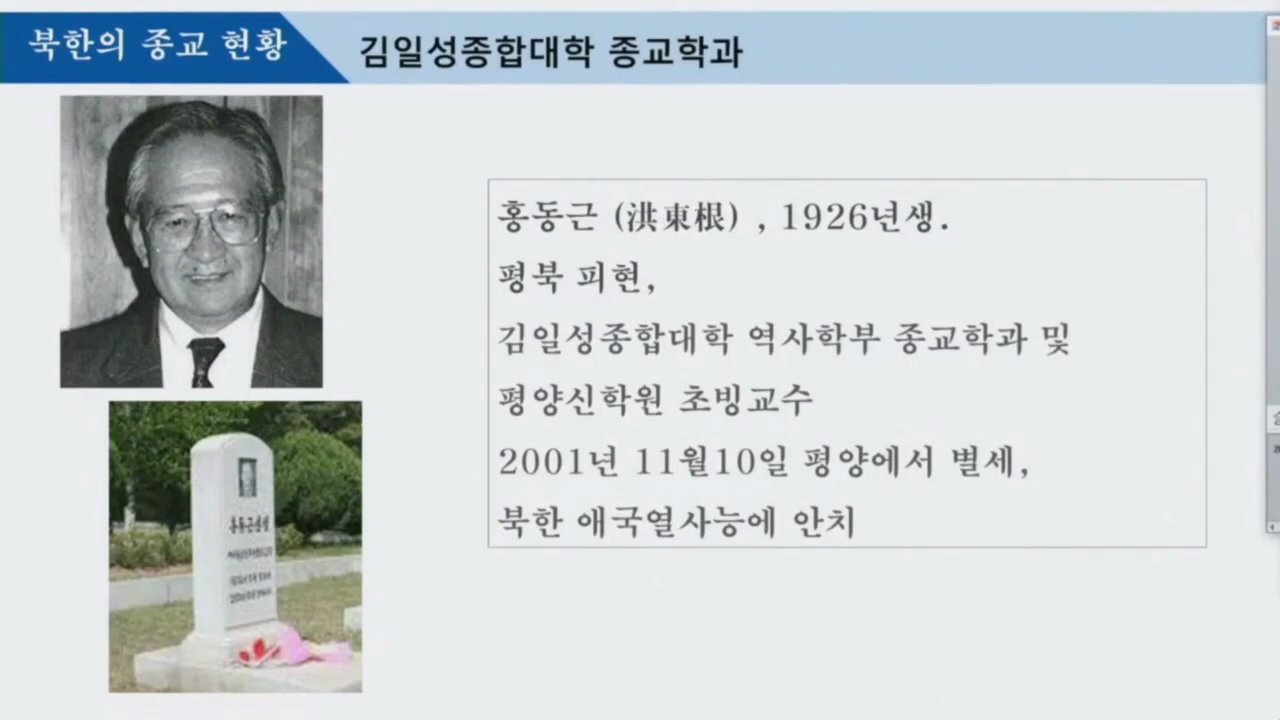 북한의 종교 현황
김일성종합대학 종교학과
홍동근 (洪東根) , 1926년생.
평북 피현,
김일성종합대학 역사학부 종교학과 및
평양신학원 초빙교수
2001년 11월10일 평양에서 별세,
북한 애국열사능에 안치
홍동근선생